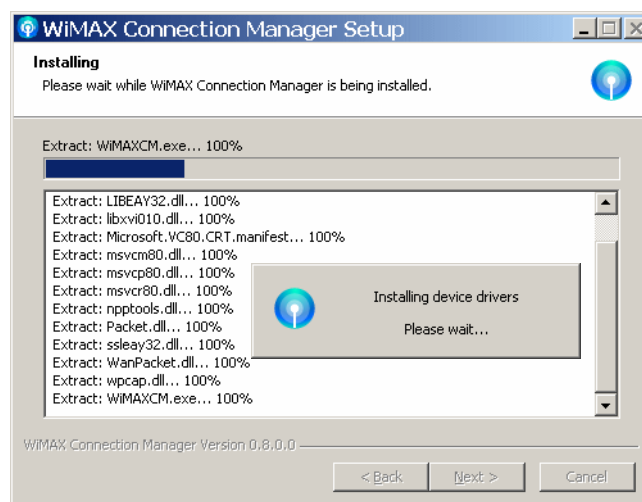 WiMAX Connection Manager Setup
Installing
Please wait while WiMAX Connection Manager is being installed.
Extract: WiMAXCM.exe... 100%
Extract: LIBEAY32.dll... 100%
Extract: libxvi010.dll... 100%
Extract: Microsoft.VC80.CRT.manifest... 100%
Extract: msvcm80.dll... 100%
Extract: msvcp80.dll... 100%
Extract: msvcr80.dll... 100%
Extract: npptools.dll... 100%
Extract: Packet.dll... 100%
Extract: ssleay32.dll... 100%
Extract: WanPacket.dll... 100%
Extract: wpcap.dll... 100%
Extract: WiMAXCM.exe... 100%
Installing device drivers
Please wait...
WiMAX Connection Manager Version 0.8.0.0
< Back Next > Cancel